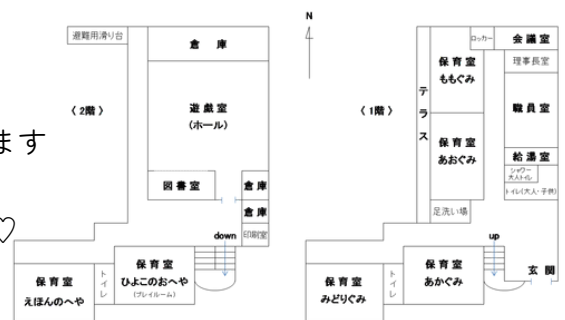 ます
♡
避難用滑り台
倉 庫
〈 2階 〉
遊戯室
(ホール)
図書室
倉庫
倉庫
印刷室
down
保育室
えほんのへや
トイレ
保育室
ひよこのおへや
(プレイルーム)
N
〈 1階 〉
テラス
保育室
ももぐみ
ロッカー
会議室
理事長室
職員室
保育室
あおぐみ
給湯室
シャワー
大人トイレ
トイレ(大人・子供)
足洗い場
up
玄 関
保育室
みどりぐみ
トイレ
保育室
あかぐみ